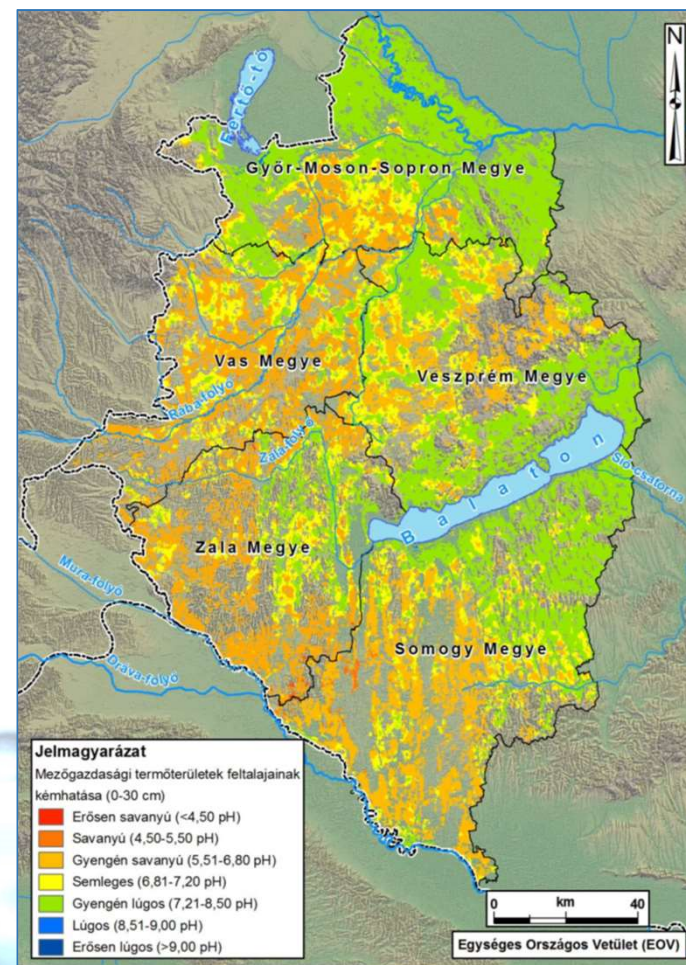 N
Fertő-tó
Győr-Moson-Sopron Megye
Vas Megye
Veszprém Megye
Rába-folyó
Zala-folyó
Balaton
Sió csatorna
Zala Megye
Mura-folyó
Somogy Megye
Dráva-folyó
Jelmagyarázat
Mezőgazdasági termőterületek feltalajainak
kémhatása (0-30 cm)
Erősen savanyú (<4,50 pH)
Savanyú (4,50-5,50 pH)
Gyengén savanyú (5,51-6,80 pH)
Semleges (6,81-7,20 pH)
Gyengén lúgos (7,21-8,50 pH)
Lúgos (8,51-9,00 pH)
Erősen lúgos (>9,00 pH)
km
0 20 40
Egységes Országos Vetület (EOV)